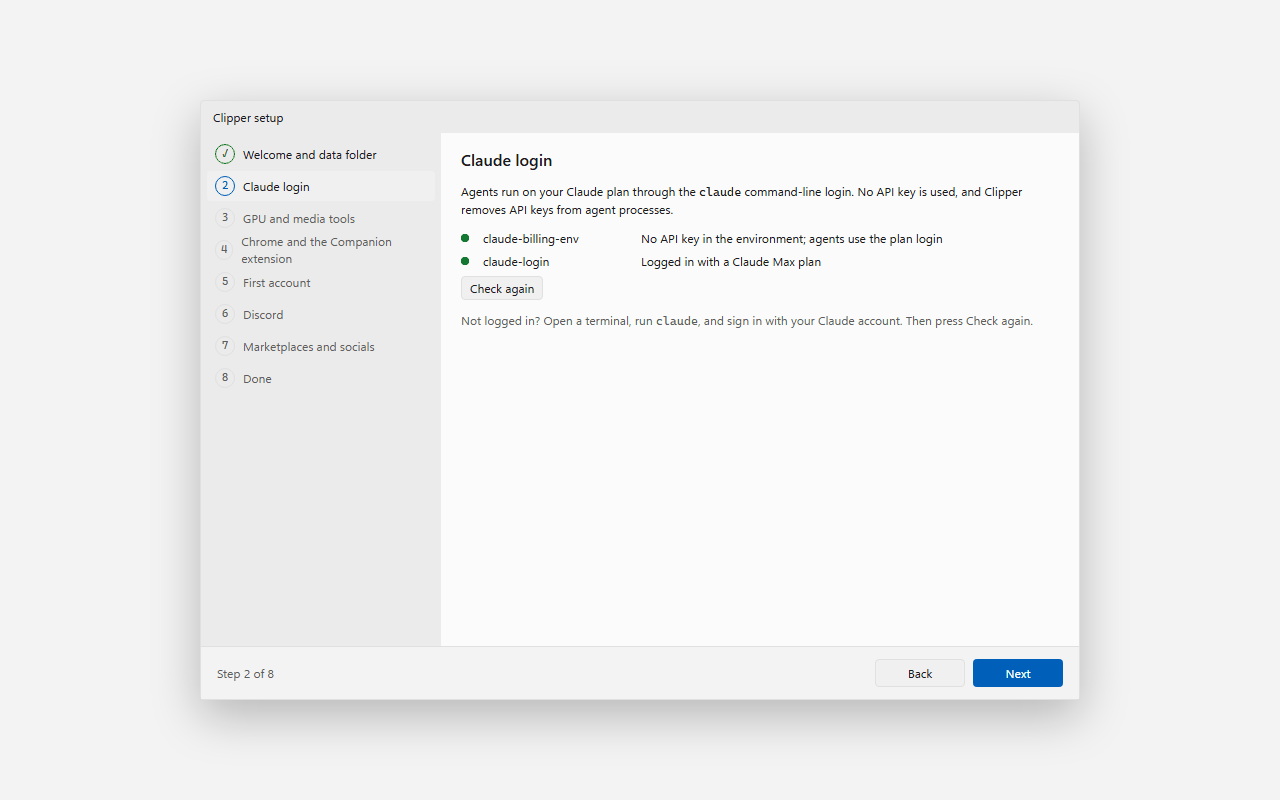 Clipper setup
✓ Welcome and data folder
2 Claude login
3 GPU and media tools
4 Chrome and the Companion
extension
5 First account
6 Discord
7 Marketplaces and socials
8 Done
Claude login
Agents run on your Claude plan through the claude command-line login. No API key is used, and Clipper
removes API keys from agent processes.
claude-billing-env No API key in the environment; agents use the plan login
claude-login Logged in with a Claude Max plan
Check again
Not logged in? Open a terminal, run claude, and sign in with your Claude account. Then press Check again.
Step 2 of 8
Back
Next